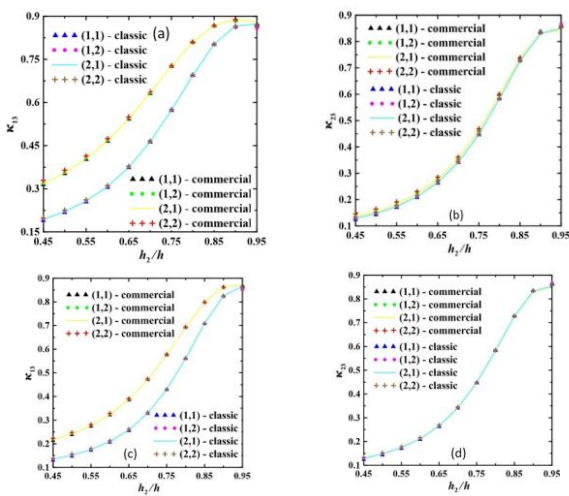 0.9
(a)
(1,1) - classic
(1,2) - classic
(2,1) - classic
(2,2) - classic
0.75
0.6
κ13
0.45
0.3
0.15
(1,1) - commercial
(1,2) - commercial
(2,1) - commercial
(2,2) - commercial
0.45 0.55 0.65 0.75 0.85 0.95
h2/h
0.9
0.8
0.7
0.6
0.5
0.4
0.3
0.2
0.1
κ23
(1,1) - commercial
(1,2) - commercial
(2,1) - commercial
(2,2) - commercial
(1,1) - classic
(1,2) - classic
(2,1) - classic
(2,2) - classic
(b)
0.45 0.55 0.65 0.75 0.85 0.95
h2/h
0.9
0.8
0.7
0.6
0.5
0.4
0.3
0.2
0.1
κ13
(1,1) - commercial
(1,2) - commercial
(2,1) - commercial
(2,2) - commercial
(1,1) - classic
(1,2) - classic
(2,1) - classic
(2,2) - classic
(c)
0.45 0.55 0.65 0.75 0.85 0.95
h2/h
0.9
0.8
0.7
0.6
0.5
0.4
0.3
0.2
0.1
κ23
(1,1) - commercial
(1,2) - commercial
(2,1) - commercial
(2,2) - commercial
(1,1) - classic
(1,2) - classic
(2,1) - classic
(2,2) - classic
(d)
0.45 0.55 0.65 0.75 0.85 0.95
h2/h